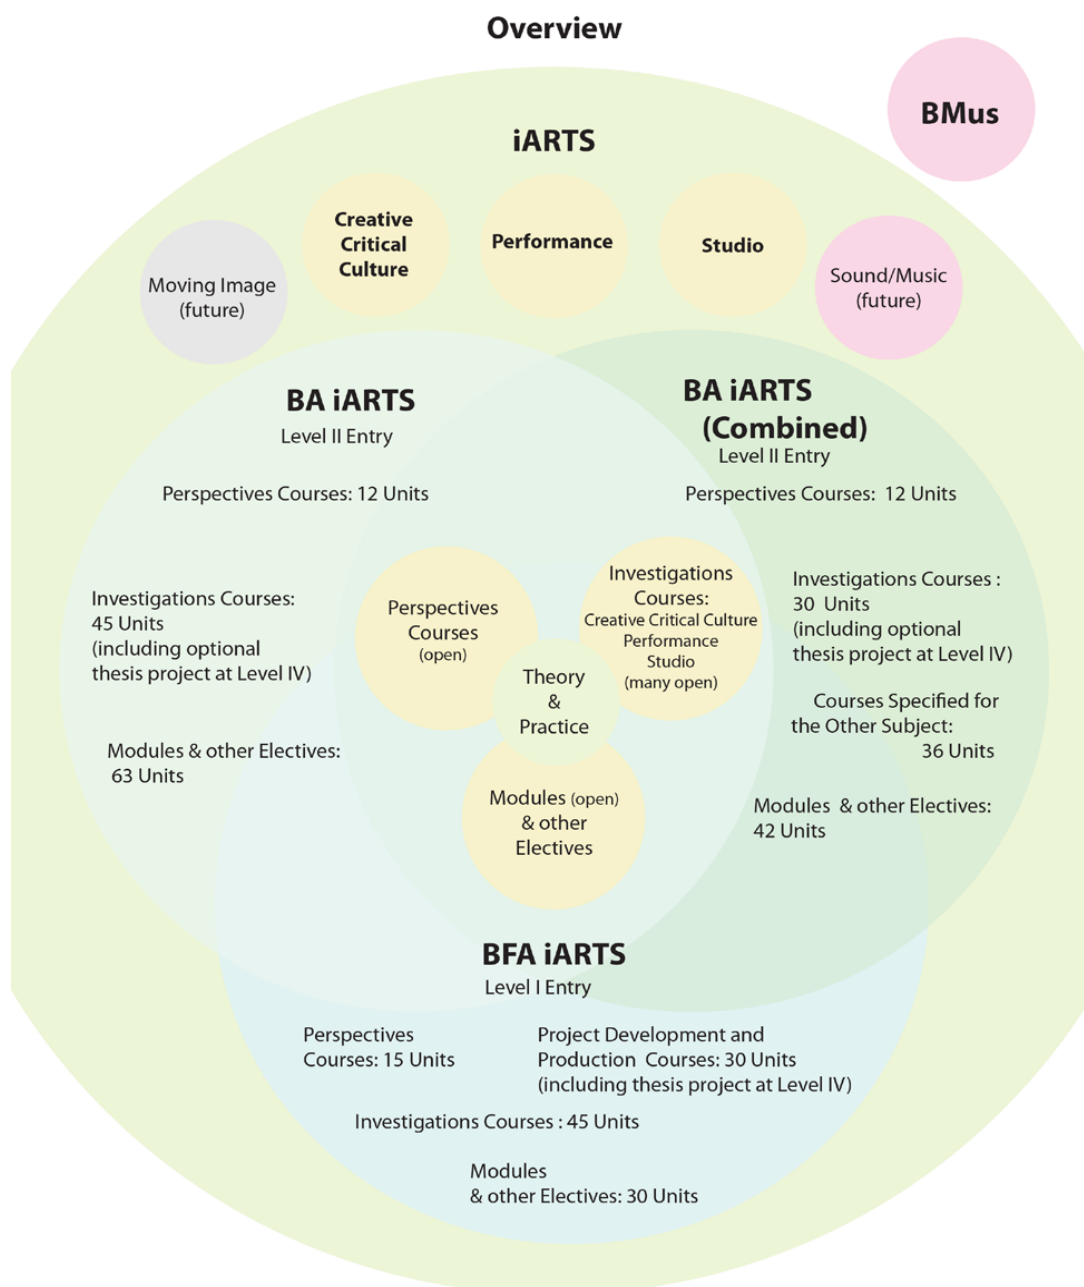 Overview
BMus
iARTS
Creative
Critical
Culture
Performance
Studio
Moving Image
(future)
Sound/Music
(future)
BA iARTS
Level II Entry
Perspectives Courses: 12 Units
Investigations Courses:
45 Units
(including optional
thesis project at Level IV)
Modules & other Electives:
63 Units
BA iARTS
(Combined)
Level II Entry
Perspectives Courses:  12 Units
Investigations Courses :
30  Units
(including optional
thesis project at Level IV)
Courses Specified for
the Other Subject:
36 Units
Modules  & other Electives:
42 Units
Perspectives
Courses
(open)
Investigations
Courses:
Creative Critical Culture
Performance
Studio
(many open)
Theory
&
Practice
Modules (open)
& other
Electives
BFA iARTS
Level I Entry
Perspectives
Courses: 15 Units
Project Development and
Production  Courses: 30 Units
(including thesis project at Level IV)
Investigations Courses : 45 Units
Modules
& other Electives: 30 Units